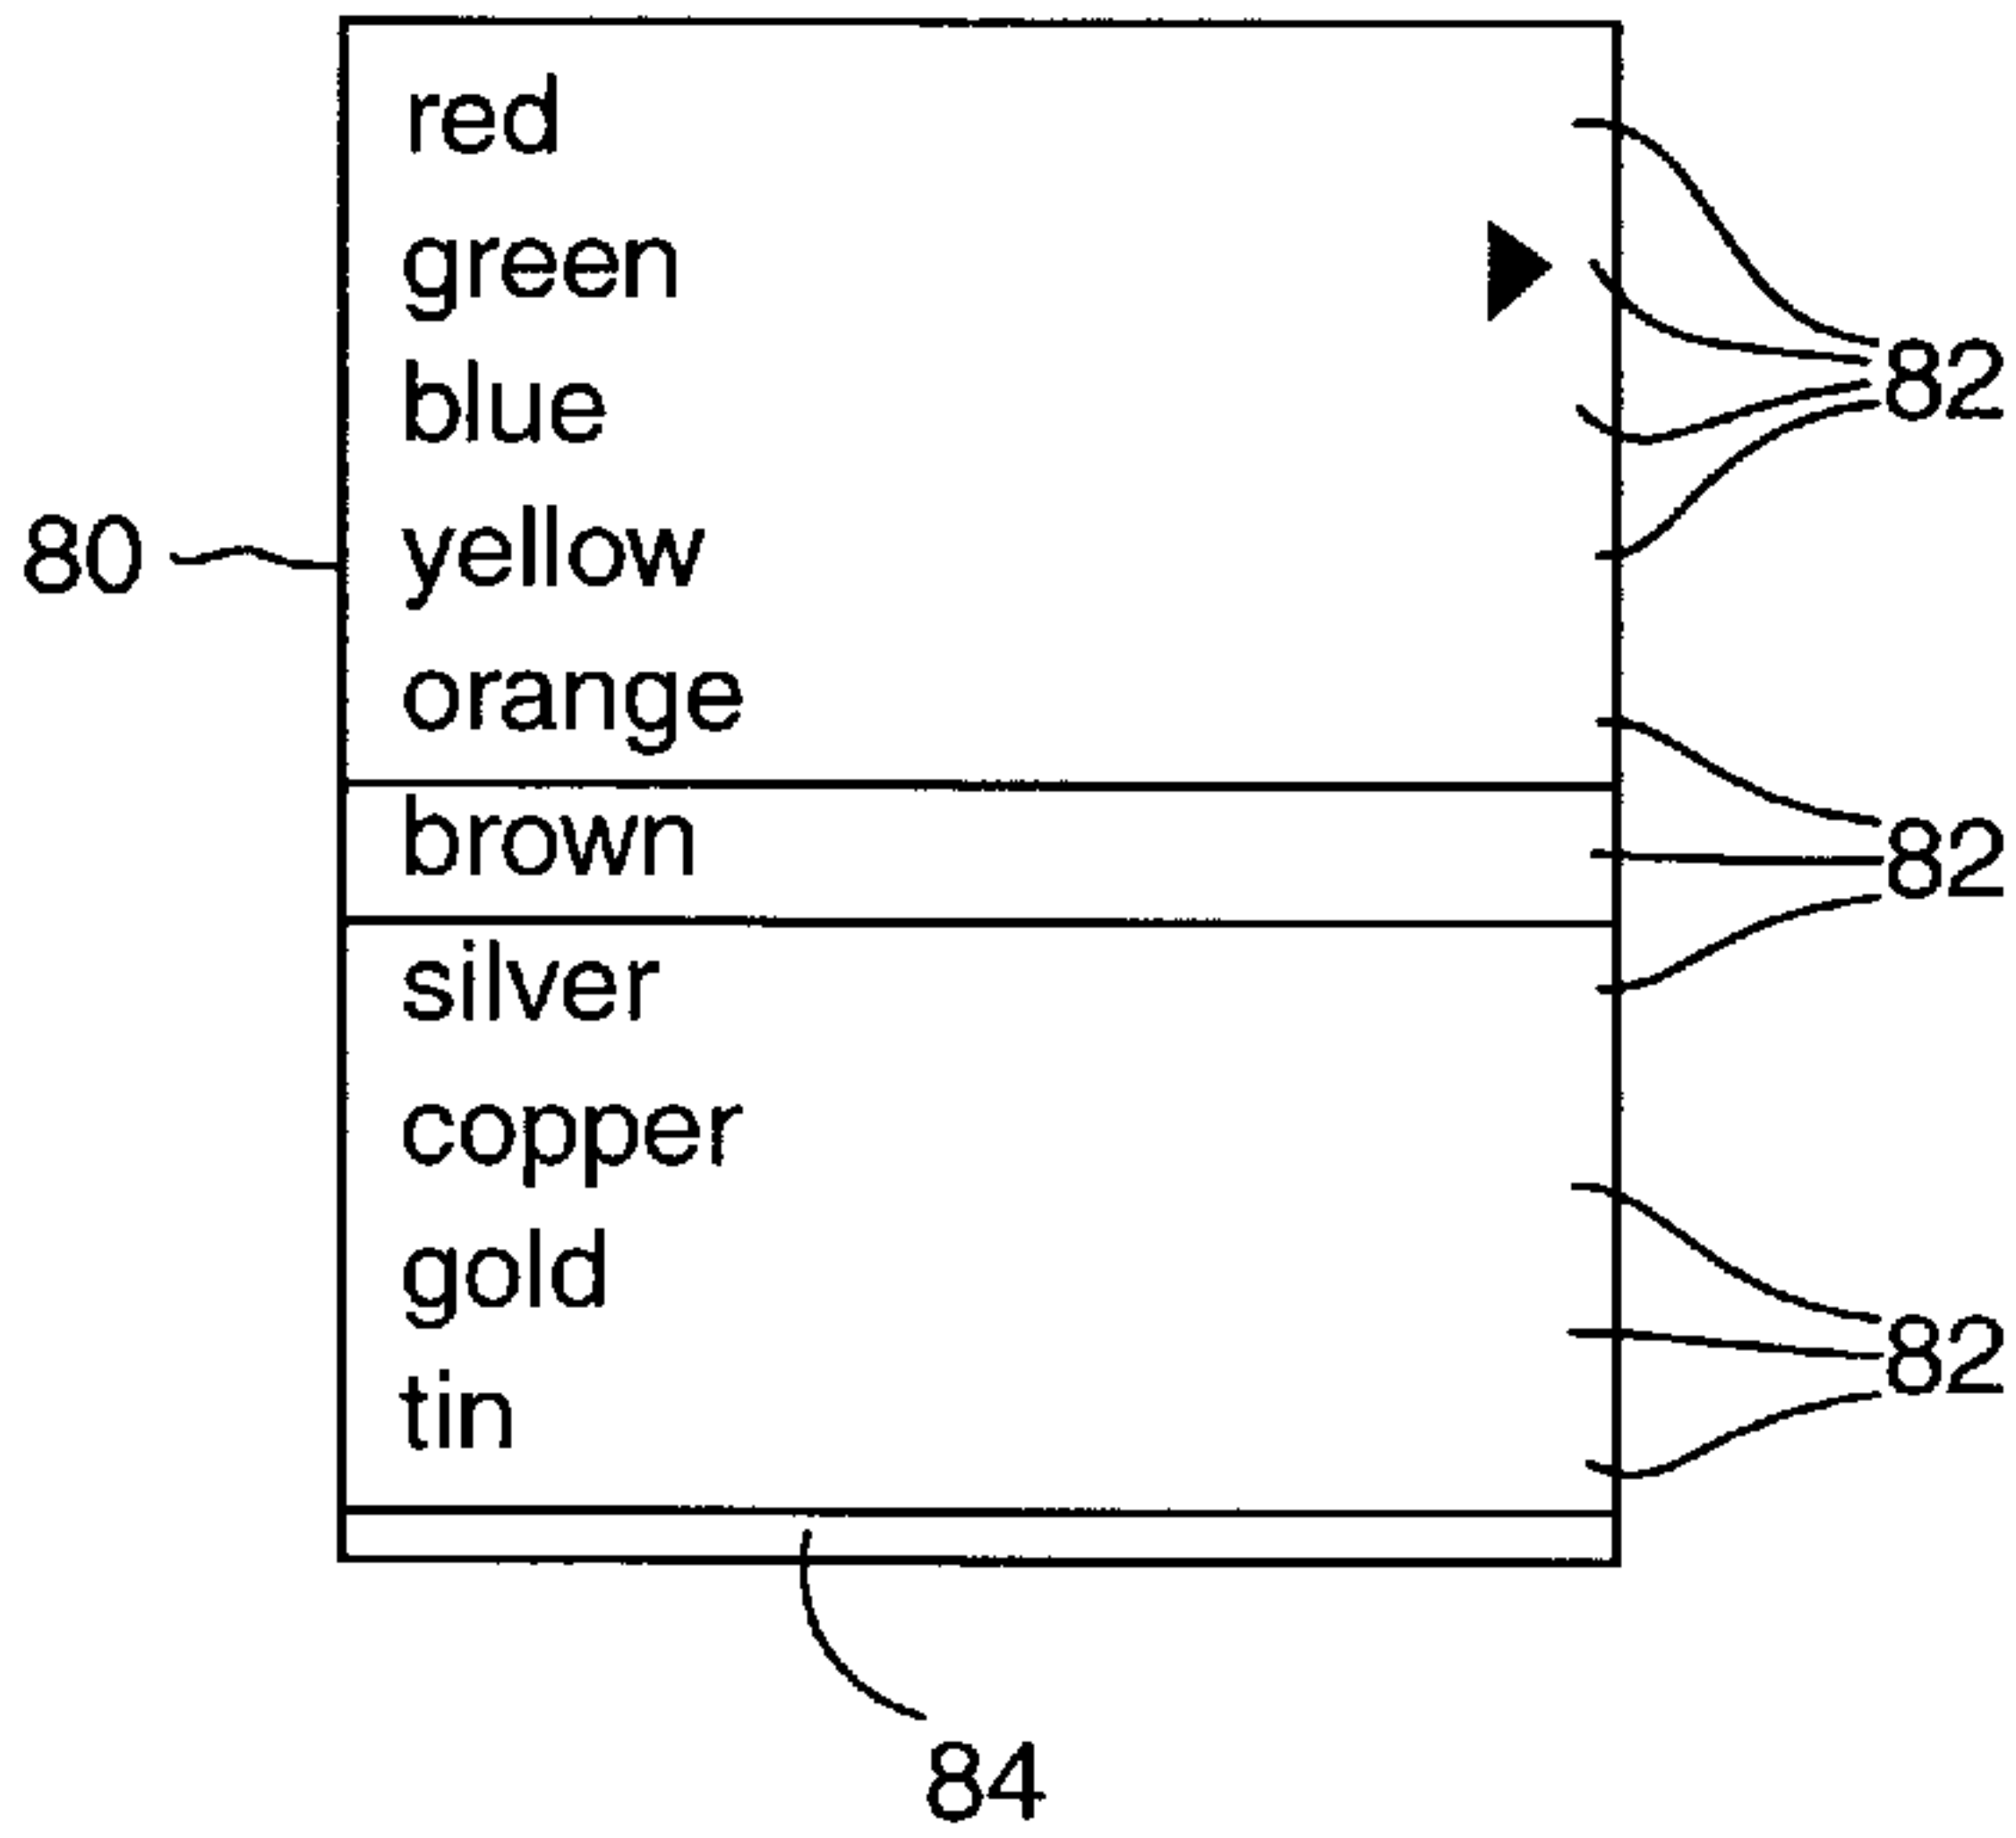 red
green
82
blue
80
yellow
orange
brown
82
silver
copper
gold
82
tin
84